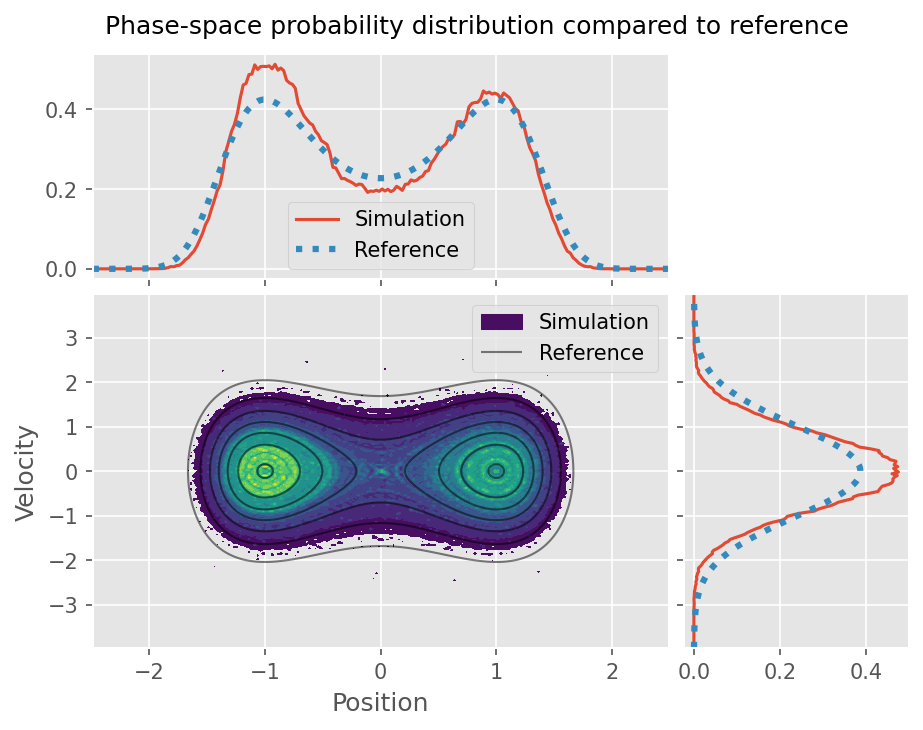 Phase-space probability distribution compared to reference
0.4
0.2
0.0
Simulation
Reference
3
2
1
0
−1
−2
−3
Velocity
Simulation
Reference
−2
−1
0
1
2
Position
0.0
0.2
0.4